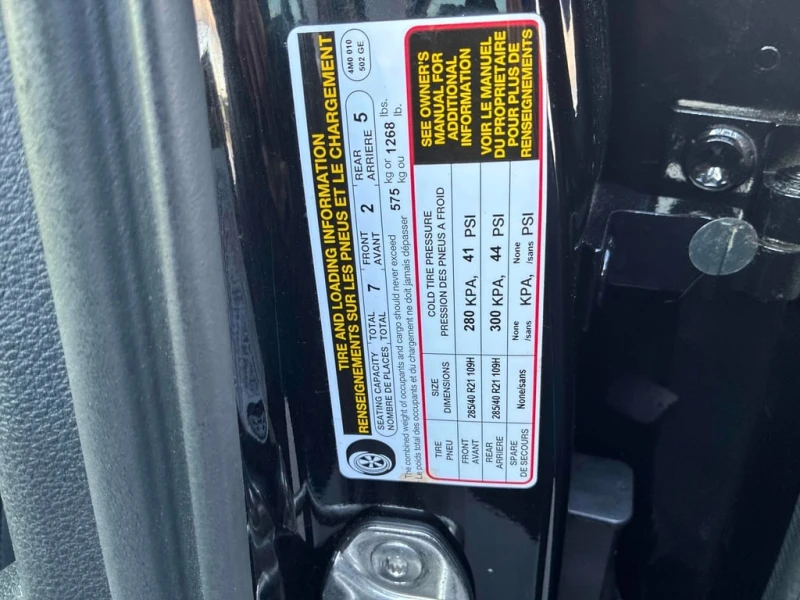 TIRE AND LOADING INFORMATION
RENSEIGNEMENTS SUR LES PNEUS ET LE CHARGEMENT
4M0 010
502 GE
SEATING CAPACITY TOTAL 7 FRONT 2 REAR 5
NOMBRE DE PLACES TOTAL AVANT ARRIERE
The combined weight of occupants and cargo should never exceed 575 kg or 1268 lbs.
Le poids total des occupants et du chargement ne doit jamais dépasser kg ou lb.
TIRE SIZE COLD TIRE PRESSURE
PNEU DIMENSIONS PRESSION DES PNEUS A FROID
FRONT
AVANT 285/40 R21 109H 280 KPA, 41 PSI
REAR
ARRIERE 285/40 R21 109H 300 KPA, 44 PSI
SPARE None None
DE SECOURS None/sans /sans KPA, /sans PSI
SEE OWNER'S
MANUAL FOR
ADDITIONAL
INFORMATION
VOIR LE MANUEL
DU PROPRIETAIRE
POUR PLUS DE
RENSEIGNEMENTS